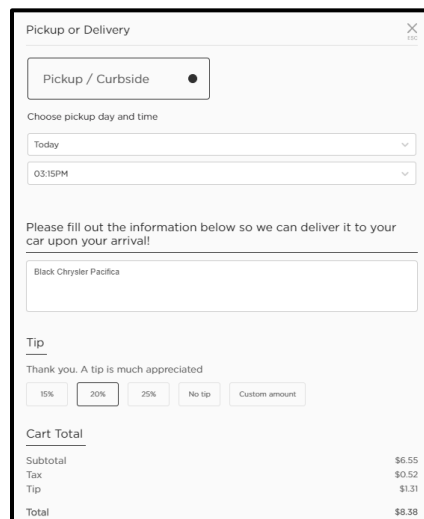 Pickup or Delivery
ESC
Pickup / Curbside
Choose pickup day and time
Today
03:15PM
Please fill out the information below so we can deliver it to your
car upon your arrival!
Black Chrysler Pacifica
Tip
Thank you. A tip is much appreciated
15% 20% 25% No tip Custom amount
Cart Total
Subtotal $6.55
Tax $0.52
Tip $1.31
Total $8.38